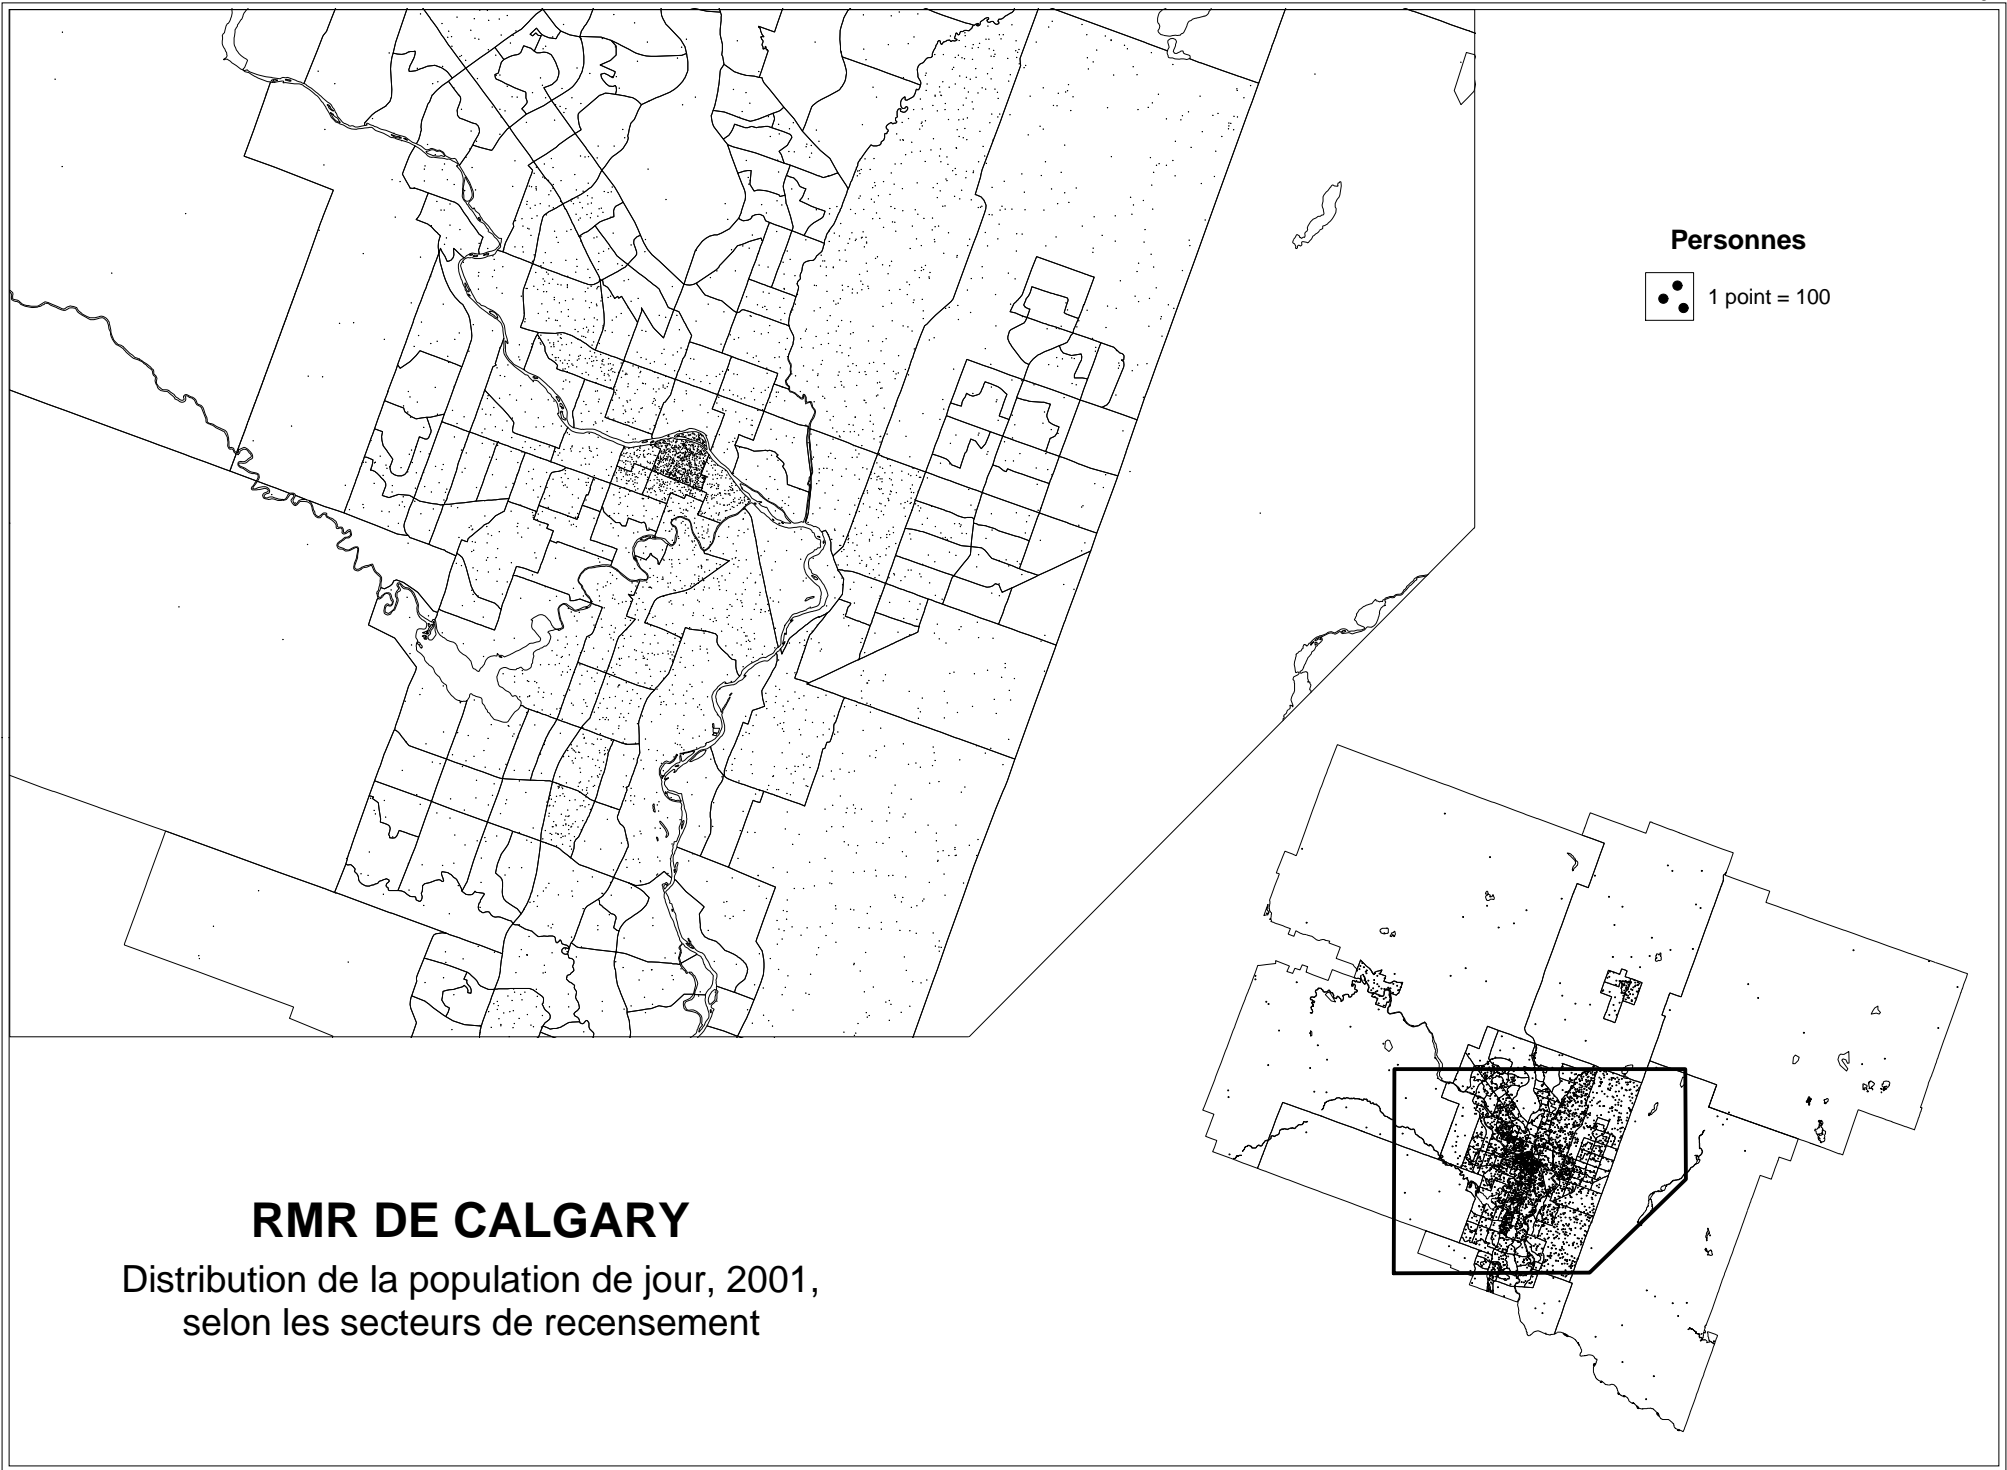 Personnes
1 point = 100
RMR DE CALGARY
Distribution de la population de jour, 2001,
selon les secteurs de recensement